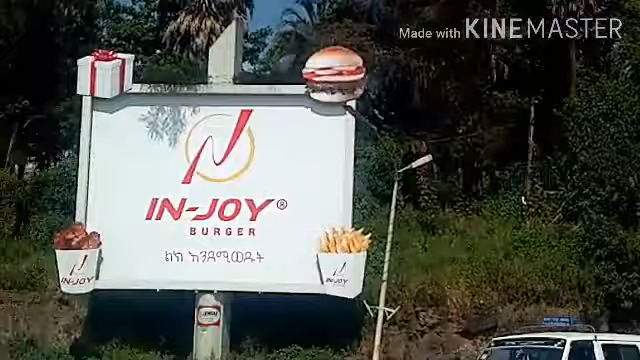 Made with KINEMASTER
IN-JOY®
BURGER
ልክ እንደሚወዱት
IN-JOY
IN-JOY